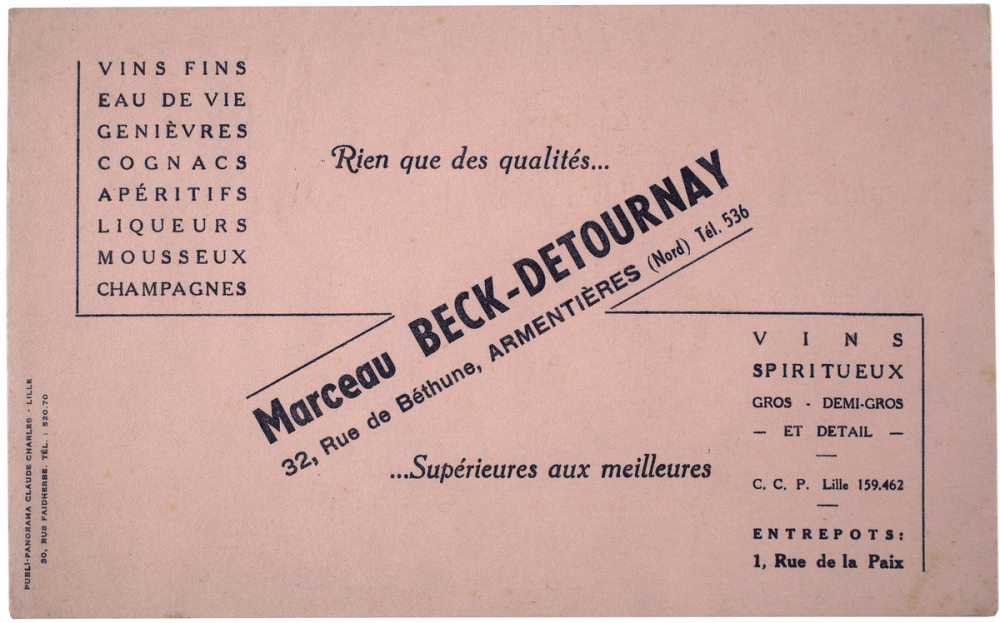 VINS FINS
EAU DE VIE
GENIÈVRES
COGNACS
APÉRITIFS
LIQUEURS
MOUSSEUX
CHAMPAGNES
Rien que des qualités...
Marceau BECK-DETOURNAY
32, Rue de Béthune, ARMENTIÈRES (Nord) Tél. 536
...Supérieures aux meilleures
VINS
SPIRITUEUX
GROS - DEMI-GROS
— ET DETAIL —
C. C. P. Lille 159.462
ENTREPOTS:
1, Rue de la Paix
PUBLI-PANORAMA CLAUDE CHARLES - LILLE
30, RUE FAIDHERBE. TÉL. : 520.70